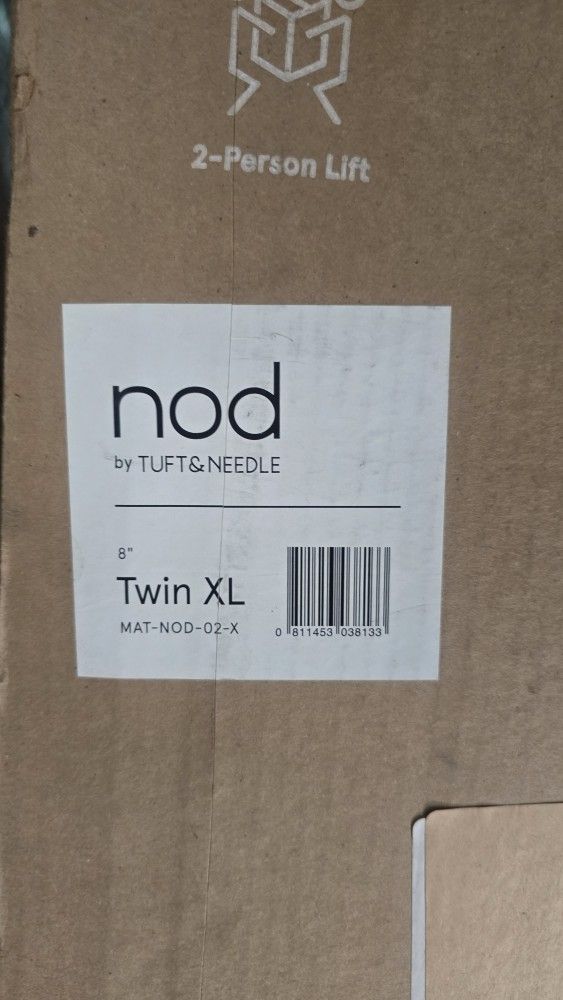 2-Person Lift
nod
by TUFT&NEEDLE
8"
Twin XL
MAT-NOD-02-X
0 811453 038133